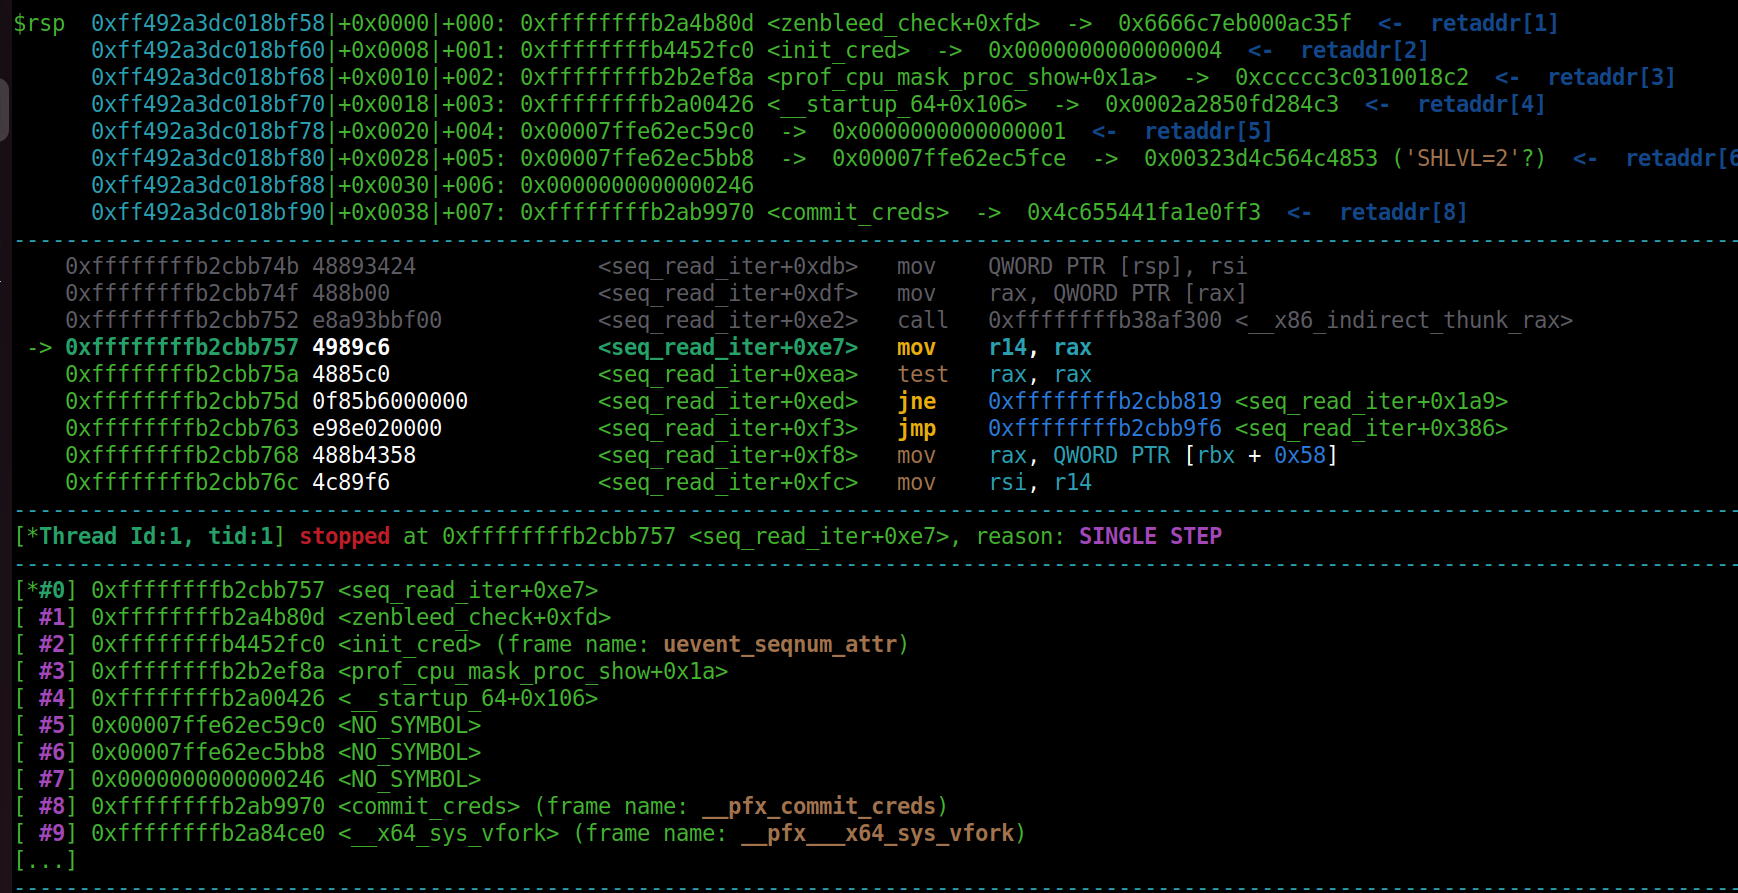 $rsp  0xff492a3dc018bf58|+0x0000|+000: 0xffffffffb2a4b80d <zenbleed_check+0xfd>  ->  0x6666c7eb000ac35f  <-  retaddr[1]
0xff492a3dc018bf60|+0x0008|+001: 0xffffffffb4452fc0 <init_cred>  ->  0x0000000000000004  <-  retaddr[2]
0xff492a3dc018bf68|+0x0010|+002: 0xffffffffb2b2ef8a <prof_cpu_mask_proc_show+0x1a>  ->  0xccccc3c0310018c2  <-  retaddr[3]
0xff492a3dc018bf70|+0x0018|+003: 0xffffffffb2a00426 <__startup_64+0x106>  ->  0x0002a2850fd284c3  <-  retaddr[4]
0xff492a3dc018bf78|+0x0020|+004: 0x00007ffe62ec59c0  ->  0x0000000000000001  <-  retaddr[5]
0xff492a3dc018bf80|+0x0028|+005: 0x00007ffe62ec5bb8  ->  0x00007ffe62ec5fce  ->  0x00323d4c564c4853 ('SHLVL=2'?)  <-  retaddr[6
0xff492a3dc018bf88|+0x0030|+006: 0x0000000000000246
0xff492a3dc018bf90|+0x0038|+007: 0xffffffffb2ab9970 <commit_creds>  ->  0x4c655441fa1e0ff3  <-  retaddr[8]
0xffffffffb2cbb74b 48893424              <seq_read_iter+0xdb>   mov    QWORD PTR [rsp], rsi
0xffffffffb2cbb74f 488b00                <seq_read_iter+0xdf>   mov    rax, QWORD PTR [rax]
0xffffffffb2cbb752 e8a93bbf00            <seq_read_iter+0xe2>   call   0xffffffffb38af300 <__x86_indirect_thunk_rax>
-> 0xffffffffb2cbb757 4989c6                <seq_read_iter+0xe7>   mov    r14, rax
0xffffffffb2cbb75a 4885c0                <seq_read_iter+0xea>   test   rax, rax
0xffffffffb2cbb75d 0f85b6000000          <seq_read_iter+0xed>   jne    0xffffffffb2cbb819 <seq_read_iter+0x1a9>
0xffffffffb2cbb763 e98e020000            <seq_read_iter+0xf3>   jmp    0xffffffffb2cbb9f6 <seq_read_iter+0x386>
0xffffffffb2cbb768 488b4358              <seq_read_iter+0xf8>   mov    rax, QWORD PTR [rbx + 0x58]
0xffffffffb2cbb76c 4c89f6                <seq_read_iter+0xfc>   mov    rsi, r14
[*Thread Id:1, tid:1] stopped at 0xffffffffb2cbb757 <seq_read_iter+0xe7>, reason: SINGLE STEP
[*#0] 0xffffffffb2cbb757 <seq_read_iter+0xe7>
[ #1] 0xffffffffb2a4b80d <zenbleed_check+0xfd>
[ #2] 0xffffffffb4452fc0 <init_cred> (frame name: uevent_seqnum_attr)
[ #3] 0xffffffffb2b2ef8a <prof_cpu_mask_proc_show+0x1a>
[ #4] 0xffffffffb2a00426 <__startup_64+0x106>
[ #5] 0x00007ffe62ec59c0 <NO_SYMBOL>
[ #6] 0x00007ffe62ec5bb8 <NO_SYMBOL>
[ #7] 0x0000000000000246 <NO_SYMBOL>
[ #8] 0xffffffffb2ab9970 <commit_creds> (frame name: __pfx_commit_creds)
[ #9] 0xffffffffb2a84ce0 <__x64_sys_vfork> (frame name: __pfx___x64_sys_vfork)
[...]